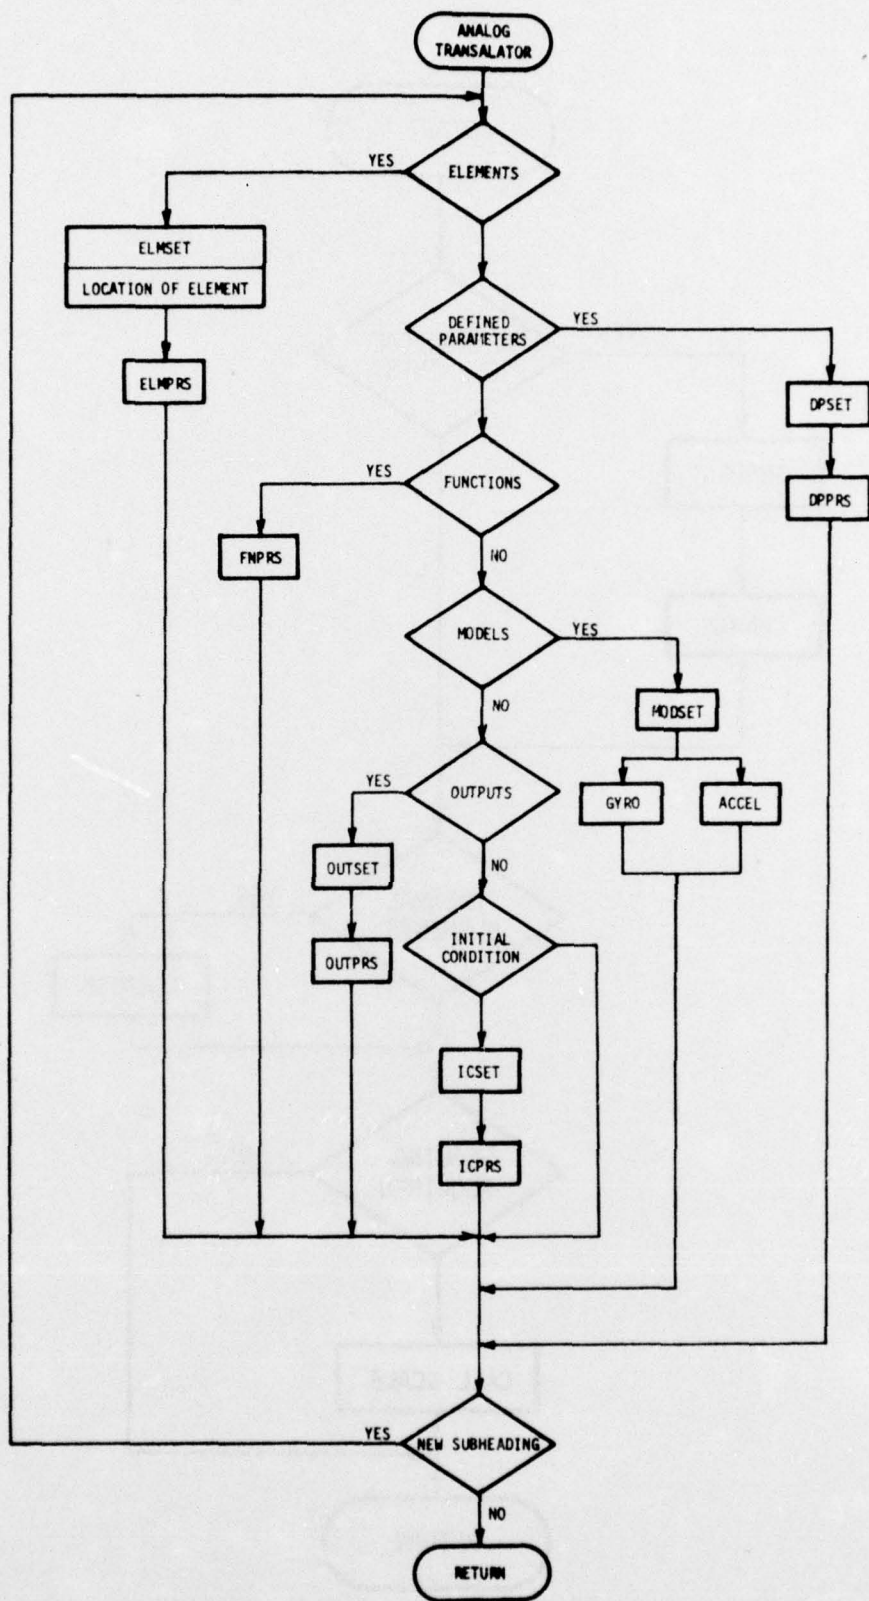 ANALOG
TRANSALATOR
YES
ELEMENTS
ELMSET
LOCATION OF ELEMENT
DEFINED
PARAMETERS
YES
ELMPRS
DPSET
YES
FUNCTIONS
DPPRS
FNPRS
NO
MODELS
YES
NO
MODSET
YES
OUTPUTS
GYRO
ACCEL
OUTSET
NO
INITIAL
CONDITION
OUTPRS
ICSET
ICPRS
YES
NEW SUBHEADING
NO
RETURN